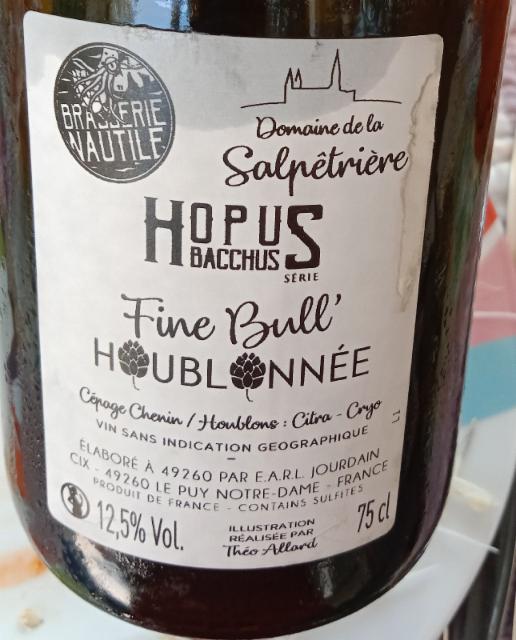 BRASSERIE
NAUTILE
Domaine de la
Salpêtrière
HOPUS
BACCHUS
SÉRIE
Fine Bull'
HOUBLONNÉE
Cépage Chenin / Houblons : Citra - Cryo
VIN SANS INDICATION GEOGRAPHIQUE
ÉLABORÉ À 49260 PAR E.A.R.L. JOURDAIN
CIX - 49260 LE PUY NOTRE-DAME - FRANCE
PRODUIT DE FRANCE - CONTAINS SULFITES
12,5% Vol.
ILLUSTRATION
RÉALISÉE PAR
Théo Allard
75 cl